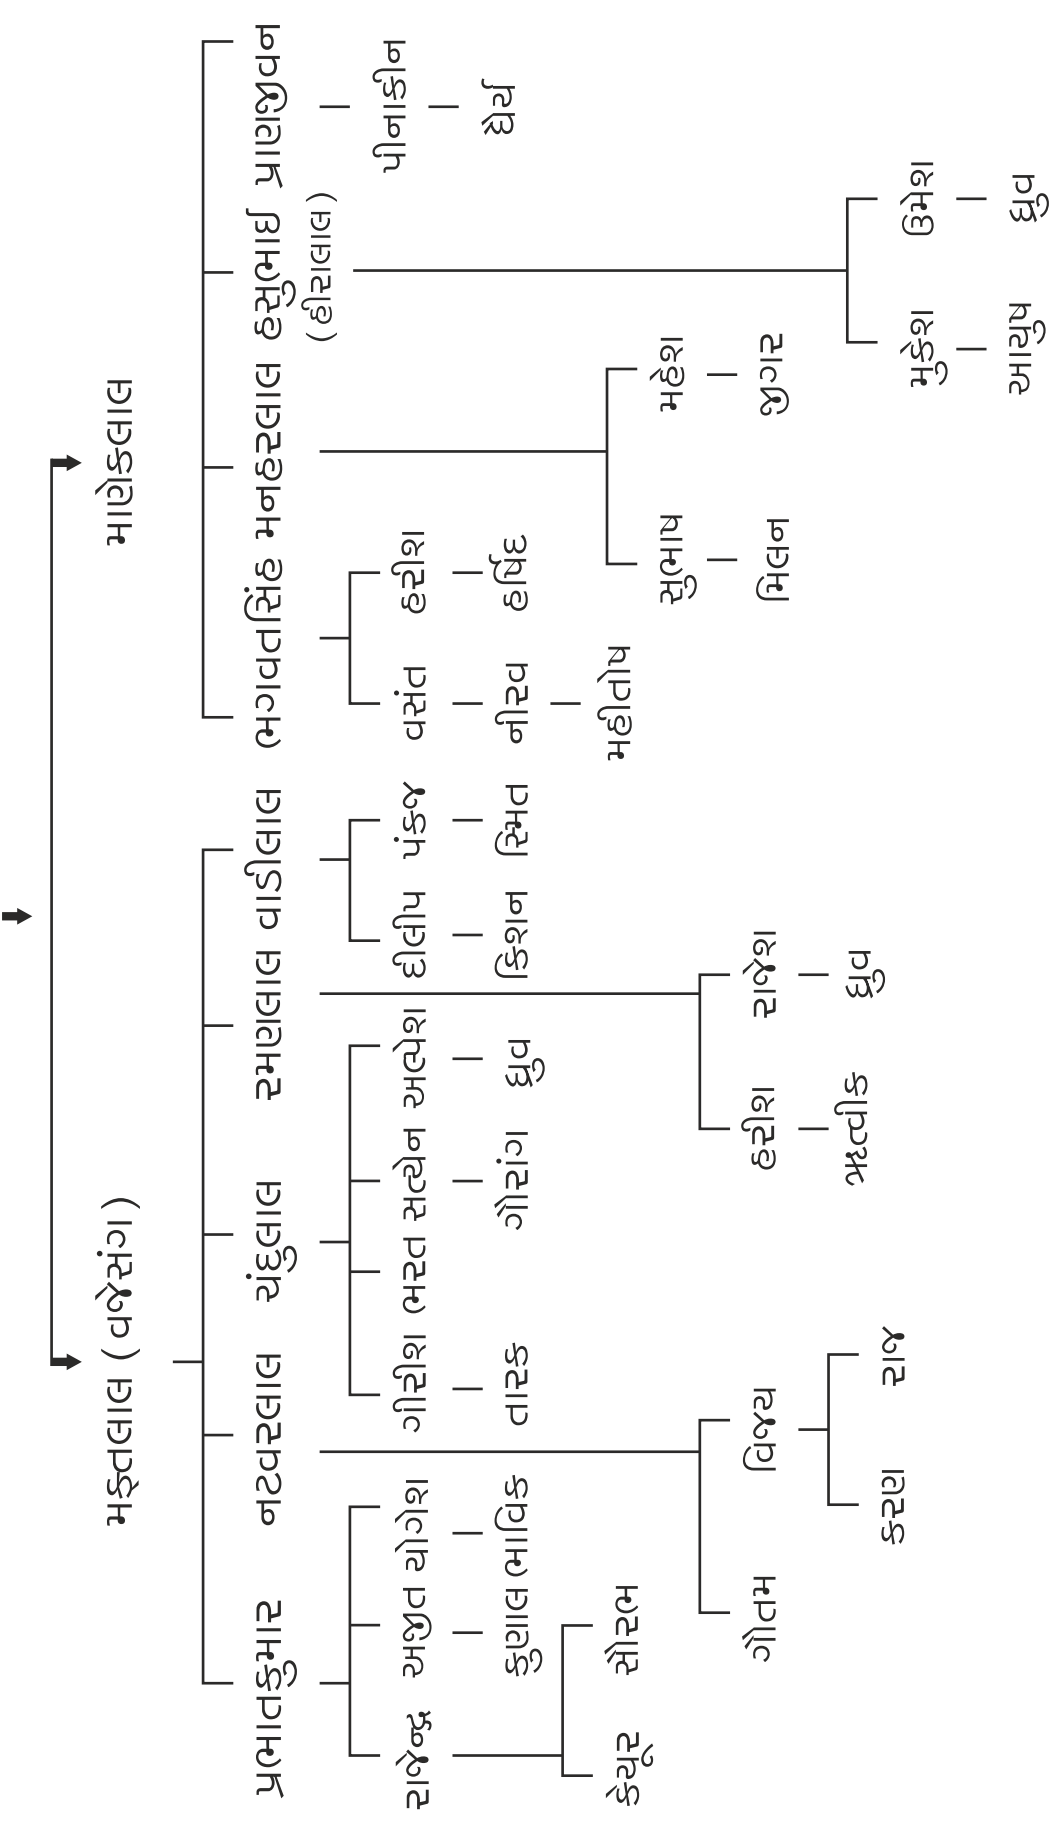 મફતલાલ (વજેસંગ) માણેકલાલ
પ્રભાતકુમાર નટવરલાલ ચંદુલાલ રમણલાલ વાડીલાલ ભગવતસિંહ મનહરલાલ હસુભાઈ પ્રાણજીવન
(હીરાલાલ)
રાજેન્દ્ર અજીત યોગેશ ગીરીશ ભરત સત્યેન અલ્પેશ દીલીપ પંકજ વસંત હરીશ પીનાકીન
કુણાલ ભાવિક તારક ગૌરાંગ ધ્રુવ કિશન સ્મિત નીરવ હર્ષિદ ધેર્ય
કેયુર સૌરભ મહીતોષ
સુભાષ મહેશ
ગૌતમ વિજય હરીશ રાજેશ મિલન જીગર
કરણ રાજ ઋત્વીક ધ્રુવ
મુકેશ ઉમેશ
આયુષ ધ્રુવ